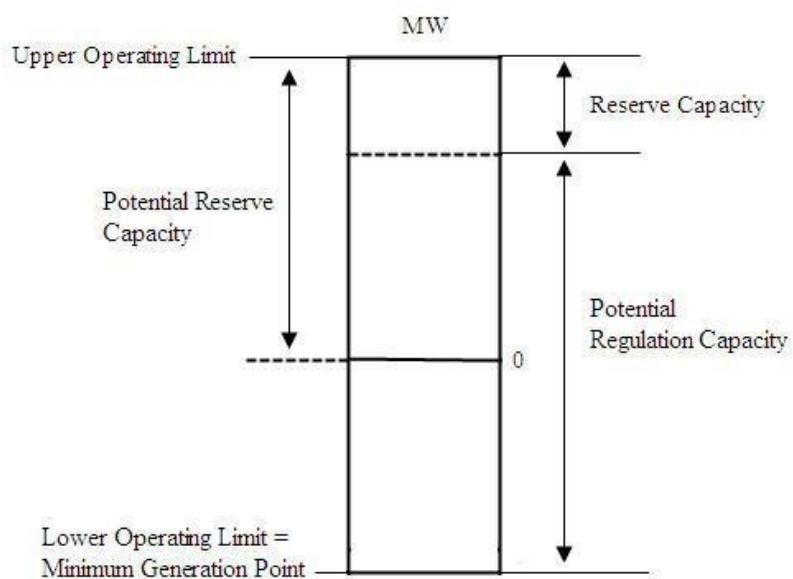 MW
Upper Operating Limit
Reserve Capacity
Potential Reserve
Capacity
Potential
Regulation Capacity
0
Lower Operating Limit =
Minimum Generation Point